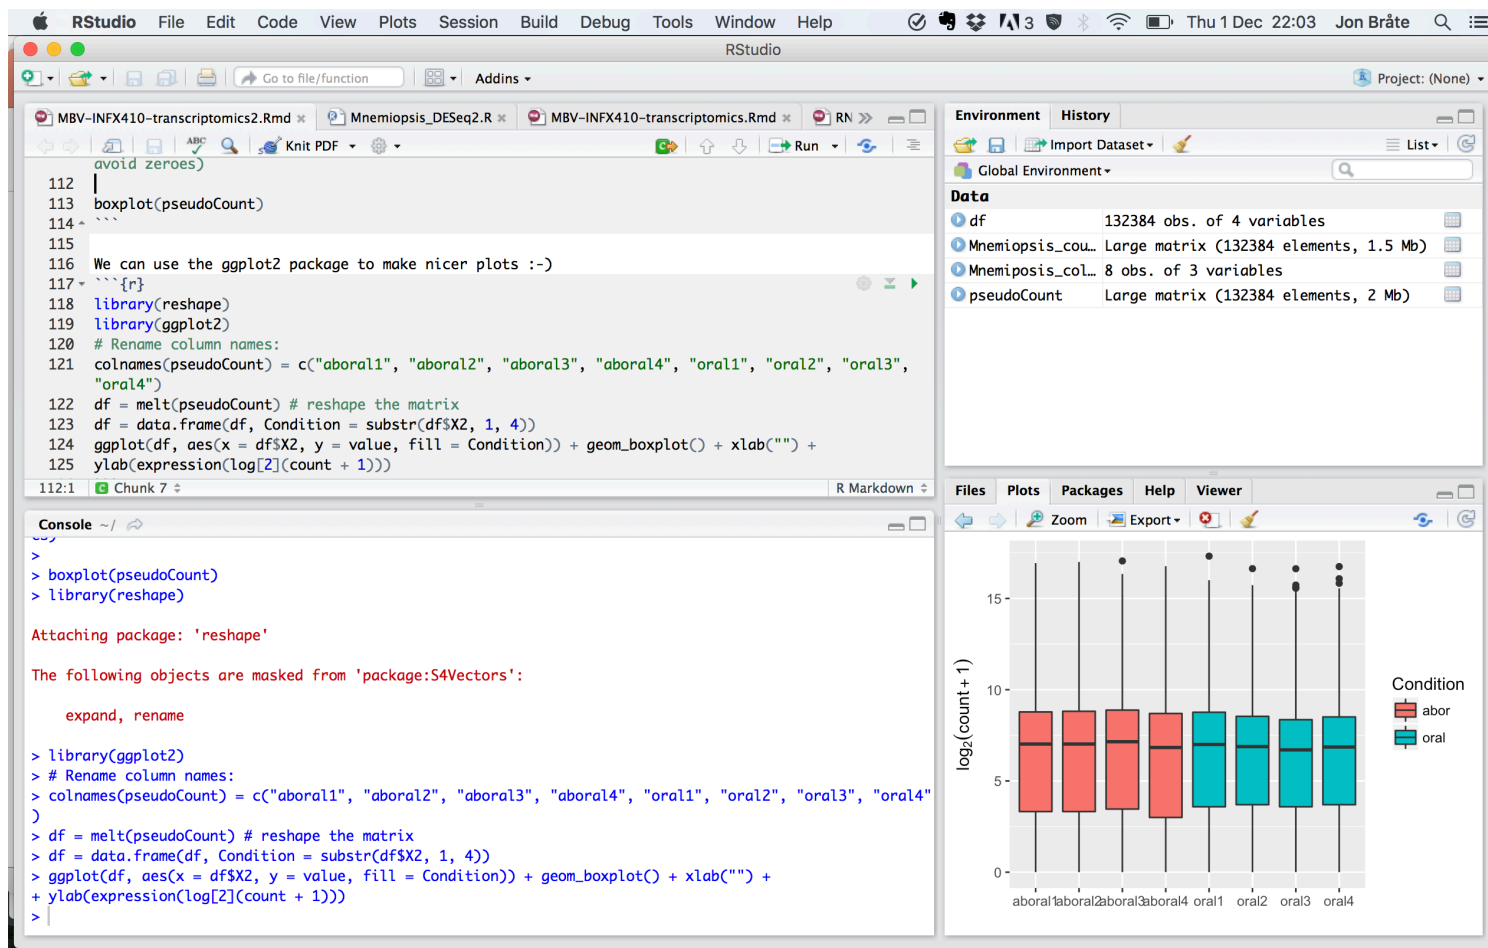 RStudio File Edit Code View Plots Session Build Debug Tools Window Help 3 Thu 1 Dec 22:03 Jon Bråte
RStudio
Go to file/function Addins Project: (None)
MBV-INFX410-transcriptomics2.Rmd Mnemiopsis_DESeq2.R MBV-INFX410-transcriptomics.Rmd RN
ABC Knit PDF Run
avoid zeroes)
112
113 boxplot(pseudoCount)
114 ```
115
116 We can use the ggplot2 package to make nicer plots :-)
117 ```{r}
118 library(reshape)
119 library(ggplot2)
120 # Rename column names:
121 colnames(pseudoCount) = c("aboral1", "aboral2", "aboral3", "aboral4", "oral1", "oral2", "oral3",
"oral4")
122 df = melt(pseudoCount) # reshape the matrix
123 df = data.frame(df, Condition = substr(df$X2, 1, 4))
124 ggplot(df, aes(x = df$X2, y = value, fill = Condition)) + geom_boxplot() + xlab("") +
125 ylab(expression(log[2](count + 1)))
112:1 C Chunk 7 R Markdown
Console ~/
es)
>
> boxplot(pseudoCount)
> library(reshape)
Attaching package: 'reshape'
The following objects are masked from 'package:S4Vectors':
expand, rename
> library(ggplot2)
> # Rename column names:
> colnames(pseudoCount) = c("aboral1", "aboral2", "aboral3", "aboral4", "oral1", "oral2", "oral3", "oral4"
)
> df = melt(pseudoCount) # reshape the matrix
> df = data.frame(df, Condition = substr(df$X2, 1, 4))
> ggplot(df, aes(x = df$X2, y = value, fill = Condition)) + geom_boxplot() + xlab("") +
+ ylab(expression(log[2](count + 1)))
>
Environment History
Import Dataset List
Global Environment
Data
df 132384 obs. of 4 variables
Mnemiopsis_cou… Large matrix (132384 elements, 1.5 Mb)
Mnemiposis_col… 8 obs. of 3 variables
pseudoCount Large matrix (132384 elements, 2 Mb)
Files Plots Packages Help Viewer
Zoom Export
15
10
5
0
log₂(count + 1)
aboral1 aboral2 aboral3 aboral4 oral1 oral2 oral3 oral4
Condition
abor
oral